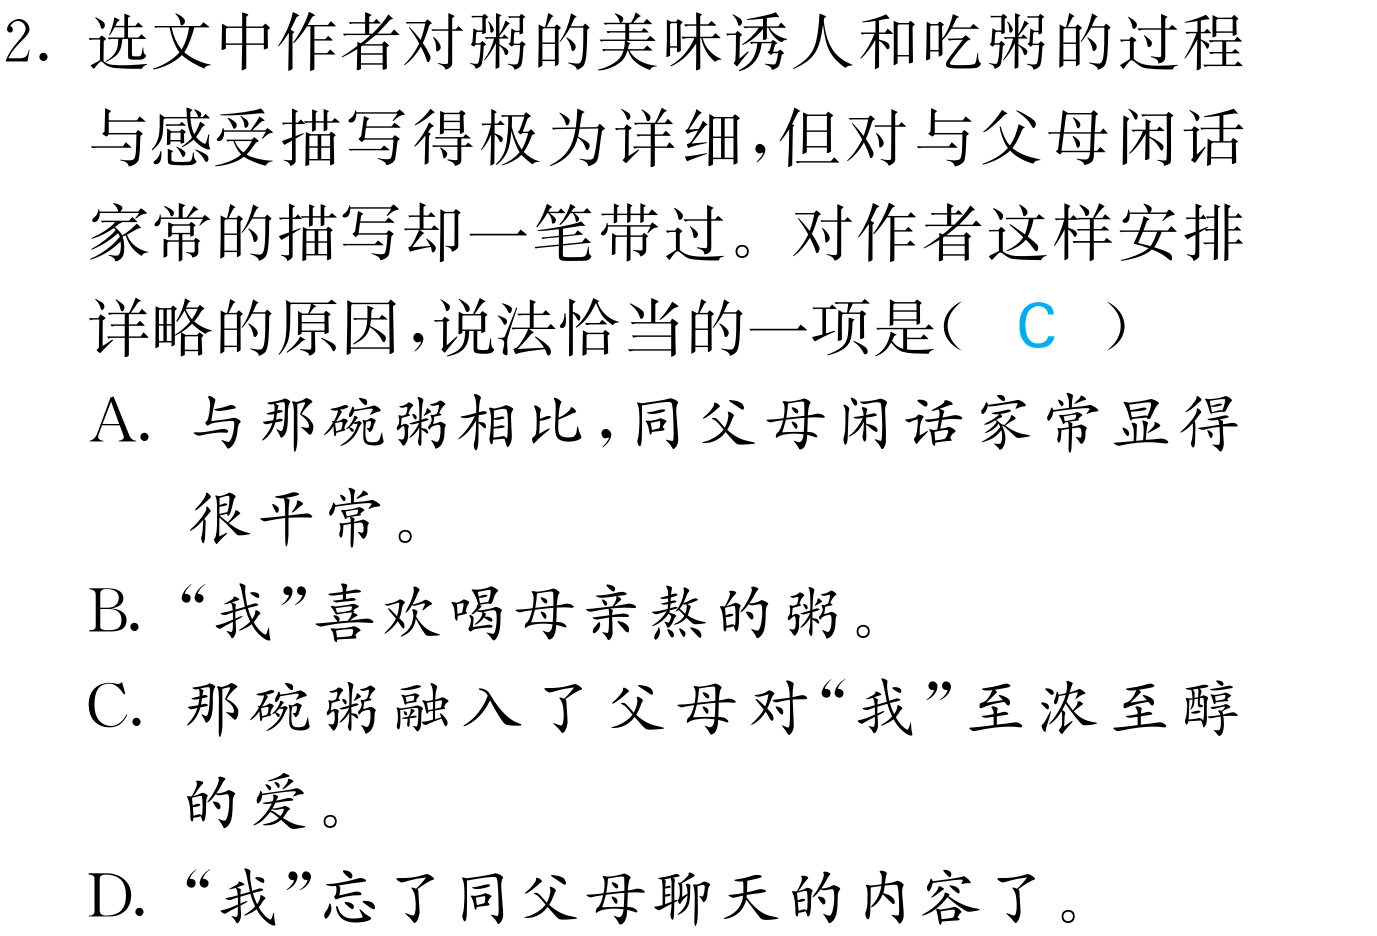 2. 选文中作者对粥的美味诱人和吃粥的过程
与感受描写得极为详细,但对与父母闲话
家常的描写却一笔带过。对作者这样安排
详略的原因,说法恰当的一项是( C )
A. 与那碗粥相比,同父母闲话家常显得
很平常。
B. “我”喜欢喝母亲熬的粥。
C. 那碗粥融入了父母对“我”至浓至醇
的爱。
D. “我”忘了同父母聊天的内容了。